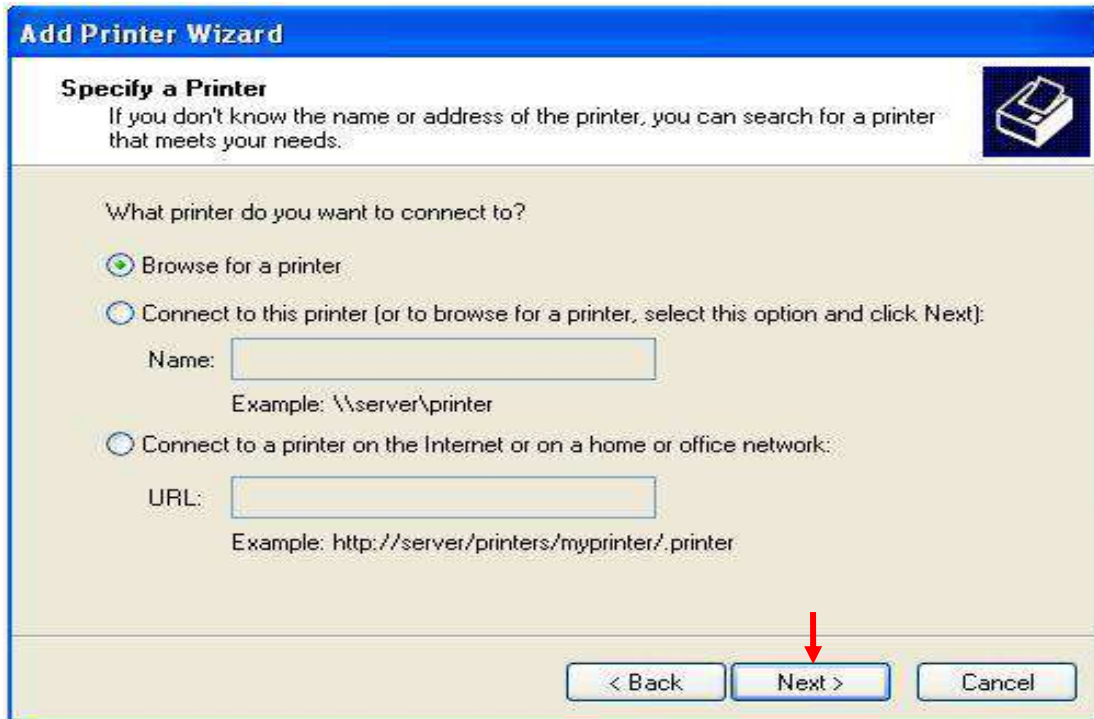 Add Printer Wizard
Specify a Printer
If you don't know the name or address of the printer, you can search for a printer
that meets your needs.
What printer do you want to connect to?
Browse for a printer
Connect to this printer (or to browse for a printer, select this option and click Next):
Name:
Example: \\server\printer
Connect to a printer on the Internet or on a home or office network:
URL:
Example: http://server/printers/myprinter/.printer
< Back Next > Cancel